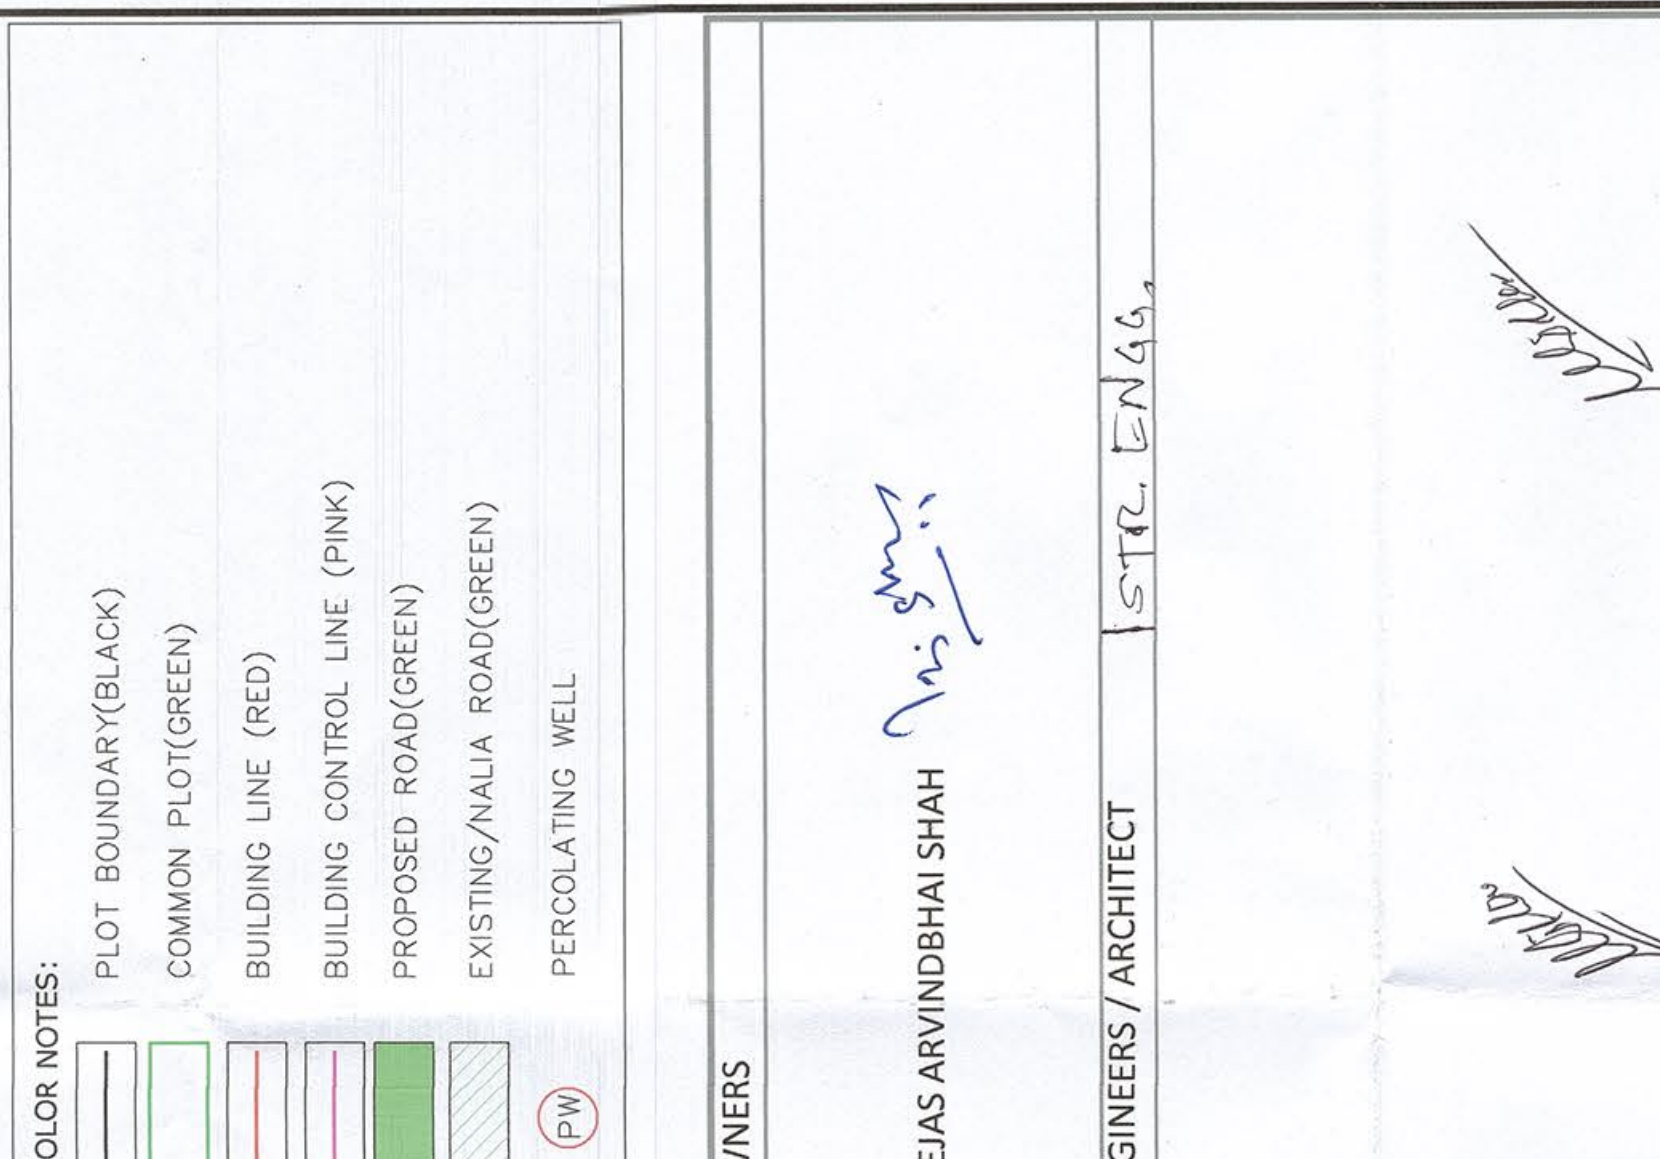 OLOR NOTES:
PLOT BOUNDARY(BLACK)
COMMON PLOT(GREEN)
BUILDING LINE (RED)
BUILDING CONTROL LINE (PINK)
PROPOSED ROAD(GREEN)
EXISTING/NALIA ROAD(GREEN)
PW PERCOLATING WELL
WNERS
EJAS ARVINDBHAI SHAH
GINEERS / ARCHITECT STR. ENGG.